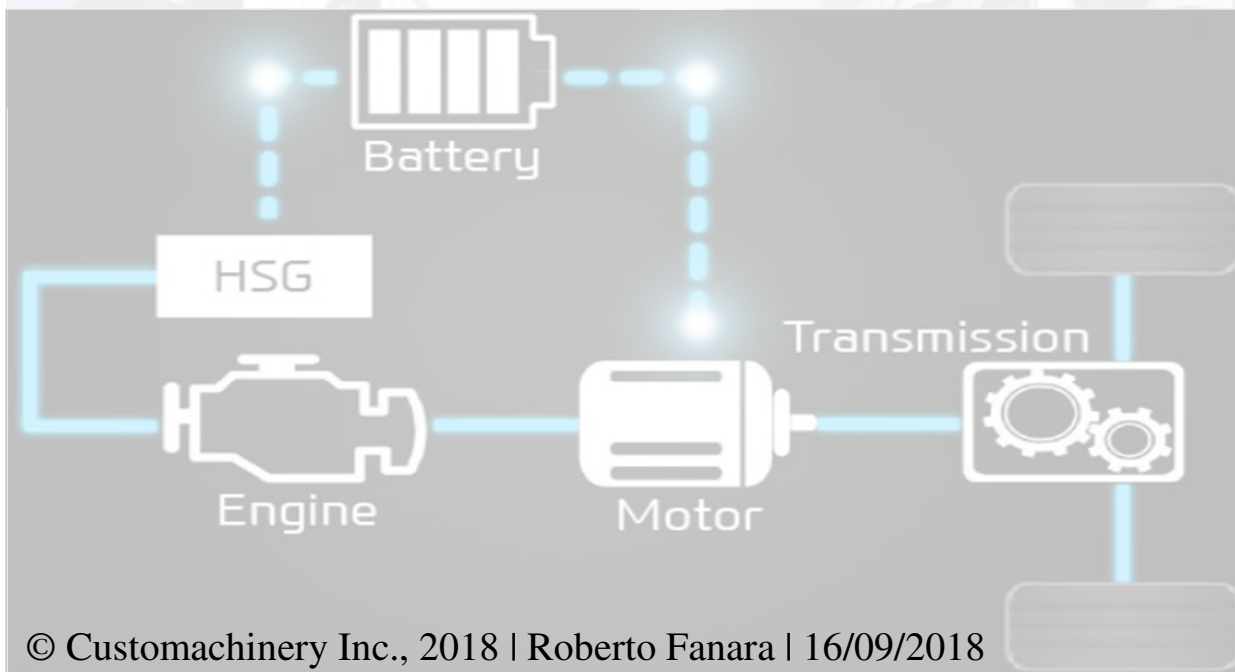 Battery
HSG
Transmission
Engine
Motor
© Customachinery Inc., 2018 | Roberto Fanara | 16/09/2018